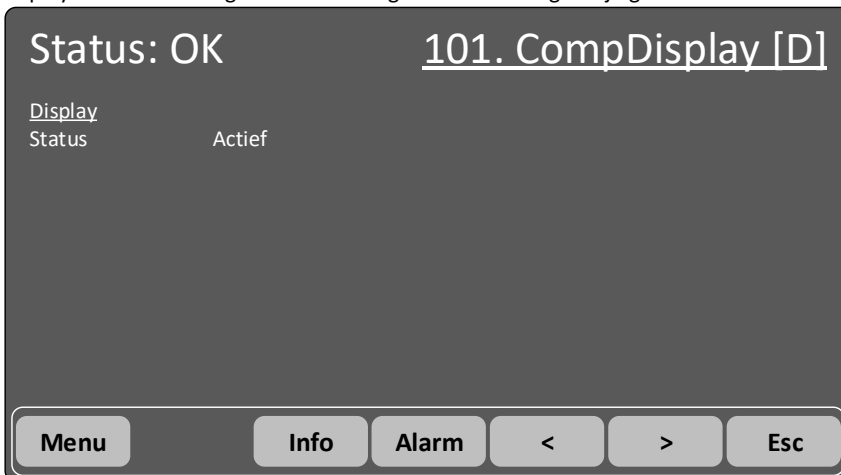 Status: OK 101. CompDisplay [D]
Display
Status Actief
Menu Info Alarm < > Esc